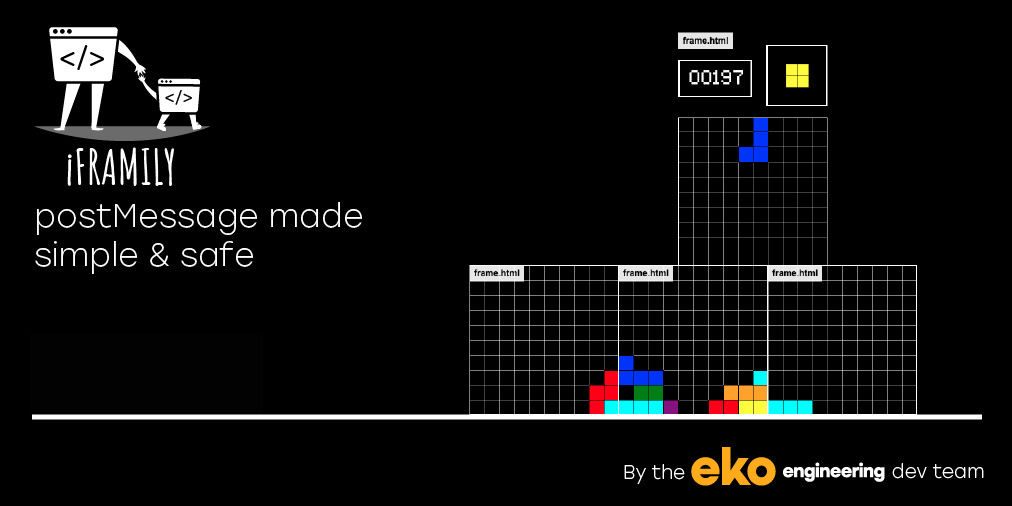 </>
</>
iFRAMILY
postMessage made
simple & safe
frame.html
00197
frame.html
frame.html
frame.html
By the eko engineering dev team